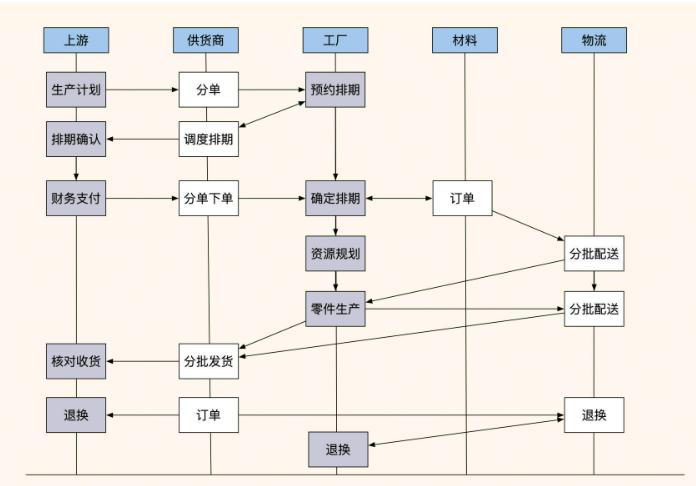 上游
供货商
工厂
材料
物流
生产计划
分单
预约排期
排期确认
调度排期
财务支付
分单下单
确定排期
订单
资源规划
分批配送
零件生产
分批配送
核对收货
分批发货
退换
订单
退换
退换